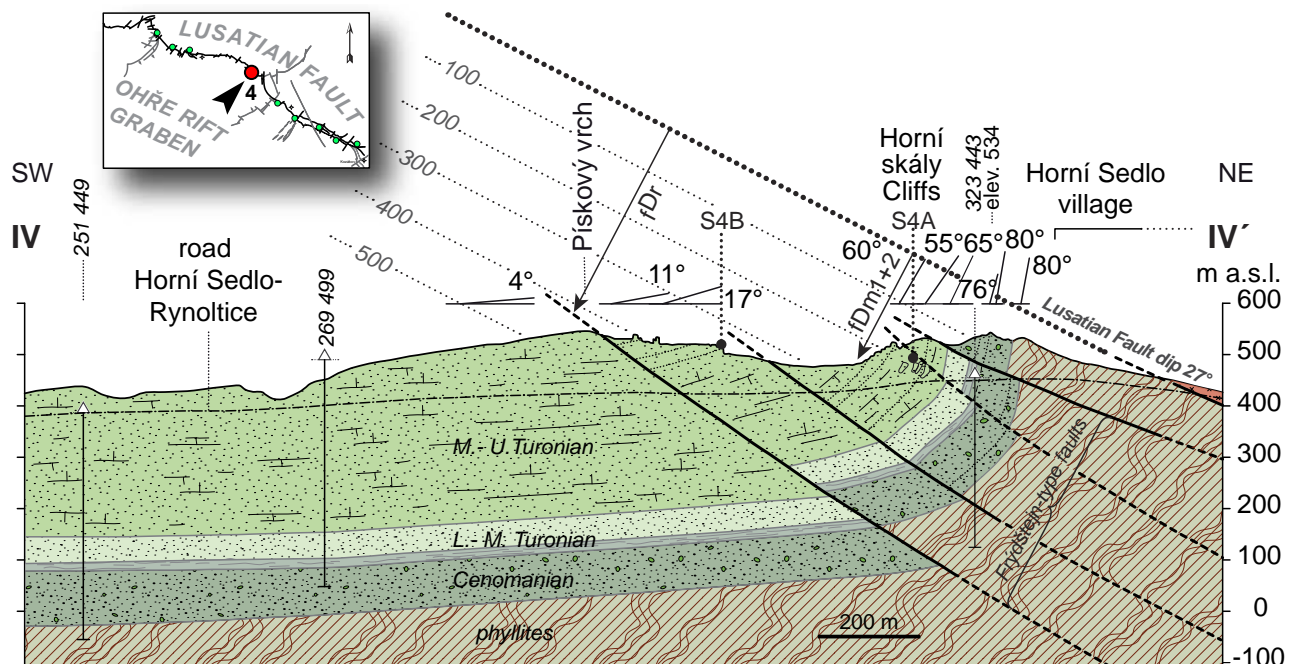 LUSATIAN FAULT
OHŘE RIFT
GRABEN
4
SW
IV
251 449
road
Horní Sedlo-
Rynoltice
269 499
100
200
300
400
500
Pískový vrch
fDr
S4B
4°
11°
17°
Horní
skály
Cliffs
S4A
323 443
elev. 534
Horní Sedlo
village
NE
IV´
m a.s.l.
60°
55°
65°
80°
76°
80°
fDm1+2
Lusatian Fault dip 27°
600
500
400
300
200
100
0
-100
M.- U. Turonian
L.- M. Turonian
Cenomanian
phyllites
Frýdštejn-type faults
200 m